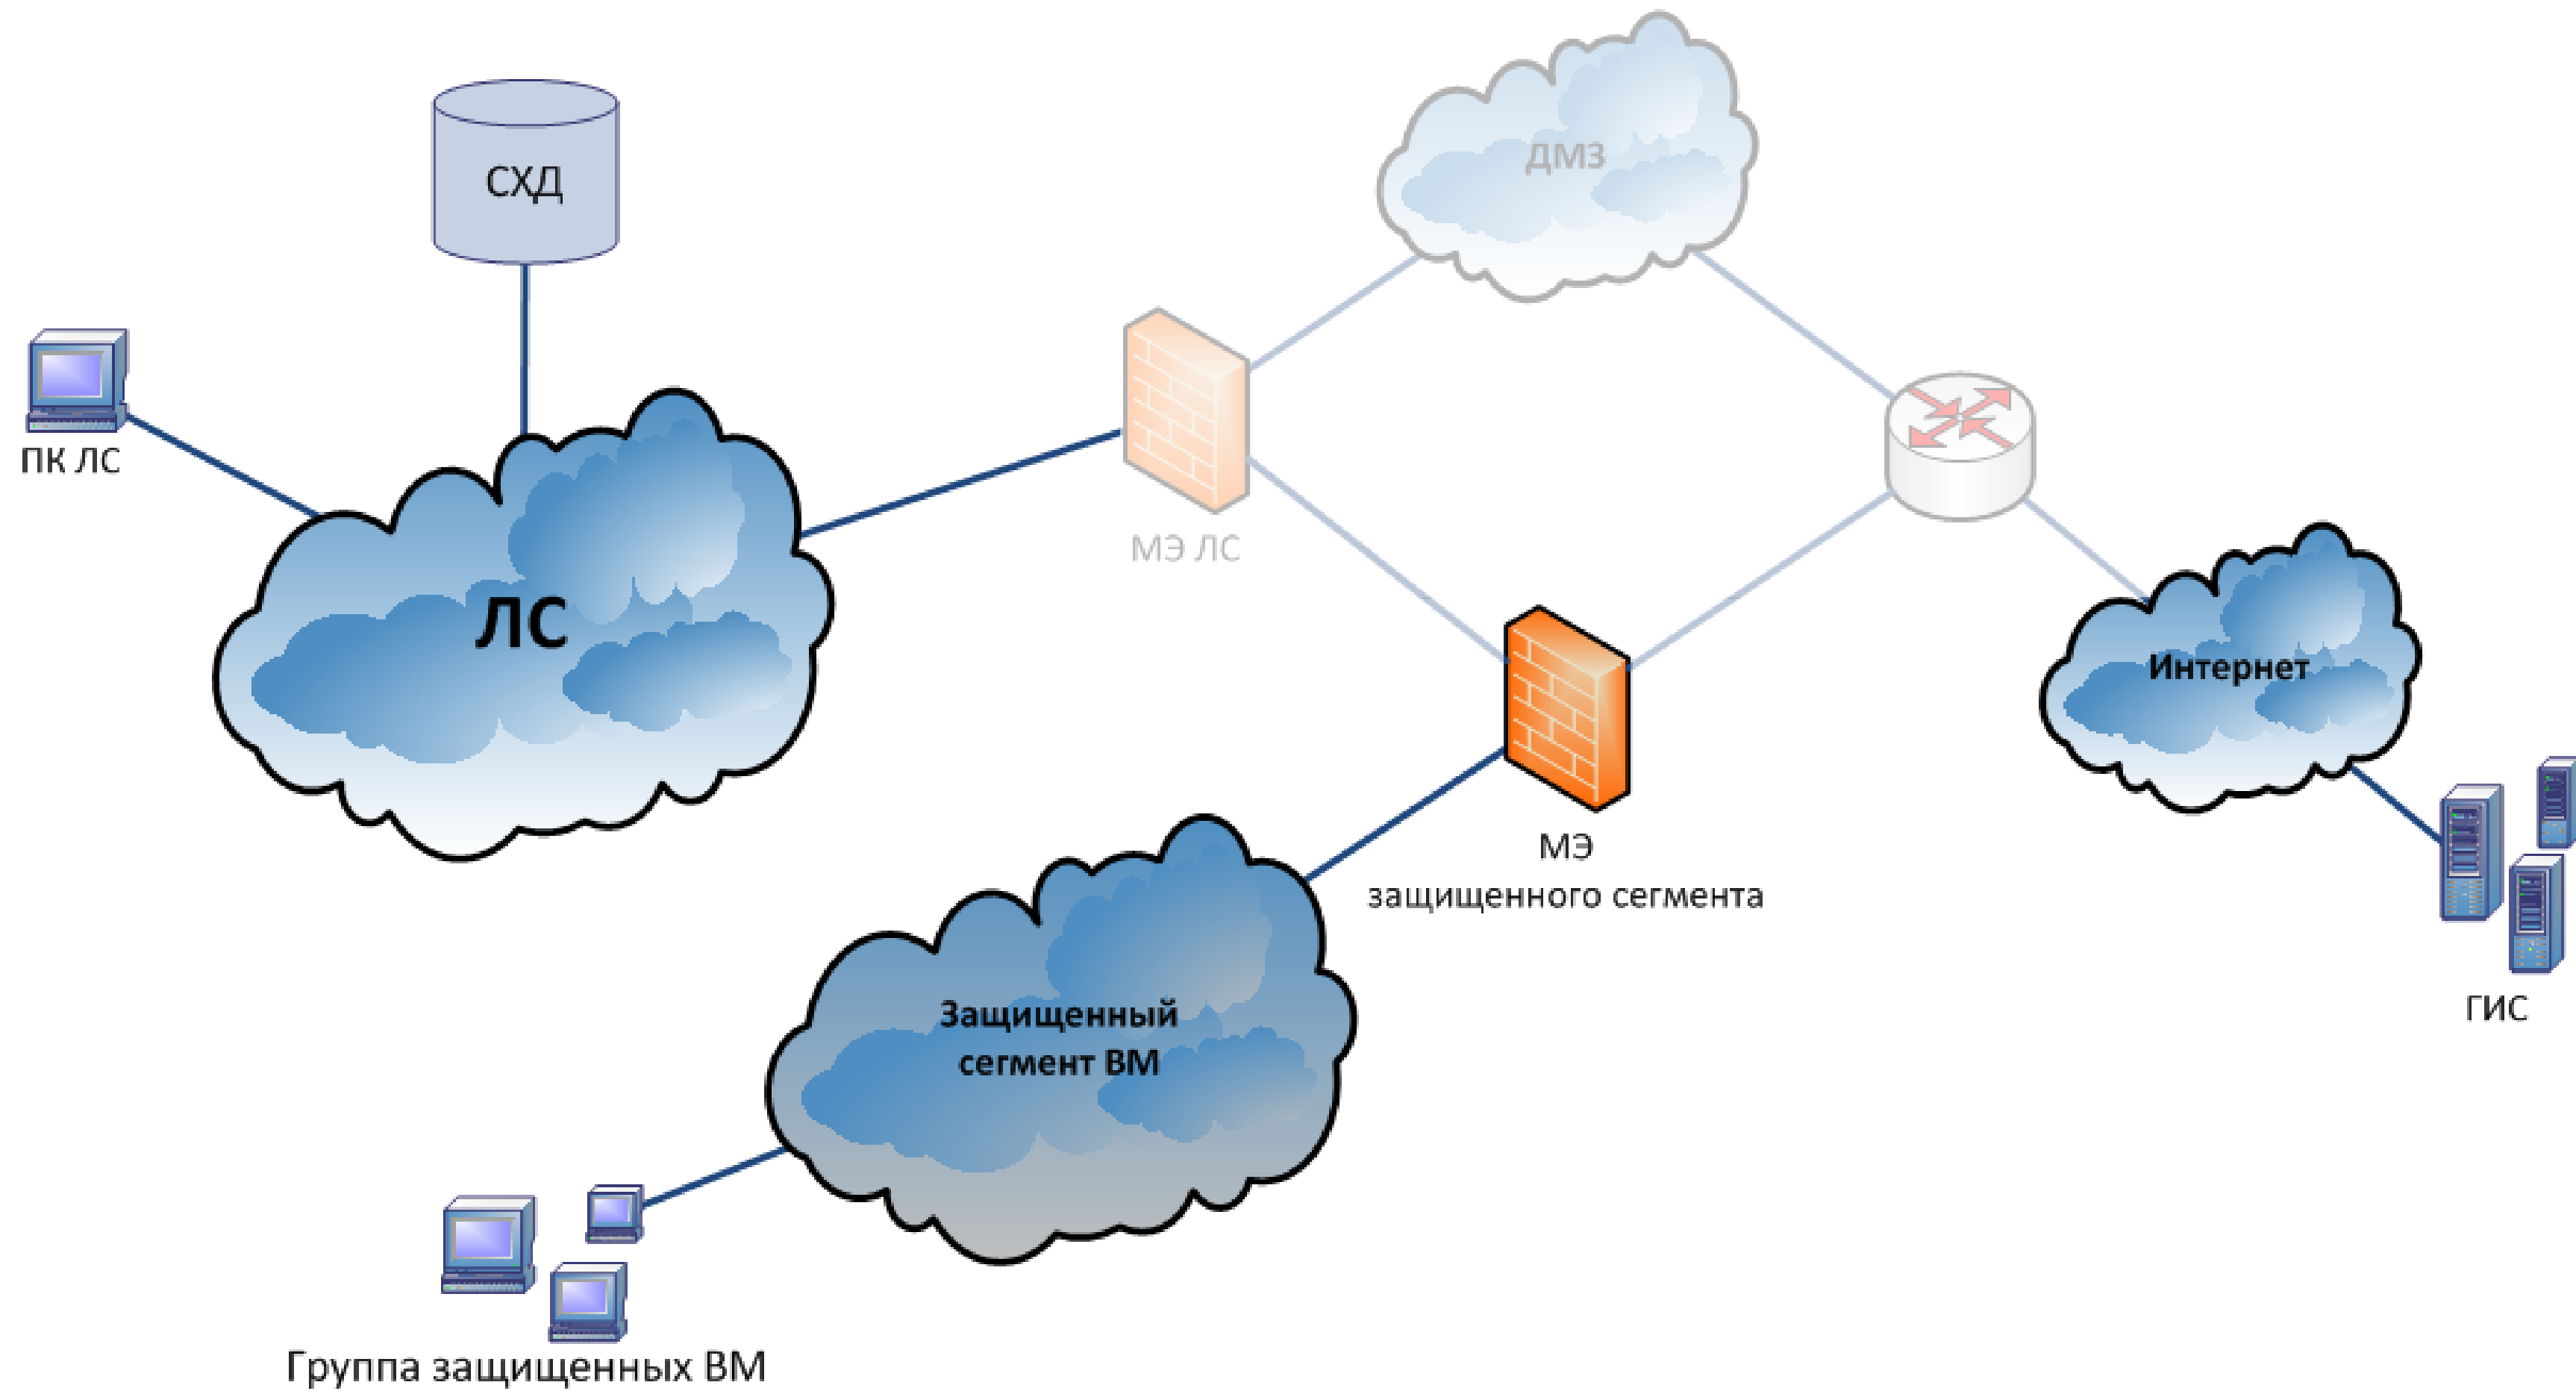 ДМЗ
СХД
ПК ЛС
МЭ ЛС
ЛС
Интернет
МЭ
защищенного сегмента
Защищенный
сегмент ВМ
ГИС
Группа защищенных ВМ